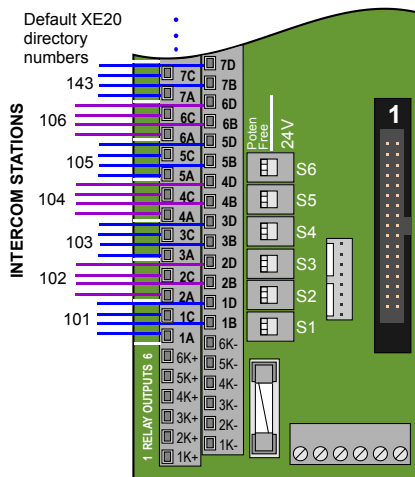 Default XE20
directory
numbers
INTERCOM STATIONS
143
106
105
104
103
102
101
7D
7C
7B
7A
6D
6C
6B
6A
5D
5C
5B
5A
4D
4C
4B
4A
3D
3C
3B
3A
2D
2C
2B
2A
1D
1C
1B
1A
6K-
6K+
5K-
5K+
4K-
4K+
3K-
3K+
2K-
2K+
1K-
1K+
1 RELAY OUTPUTS 6
Poten
Free
24V
S6
S5
S4
S3
S2
S1
1